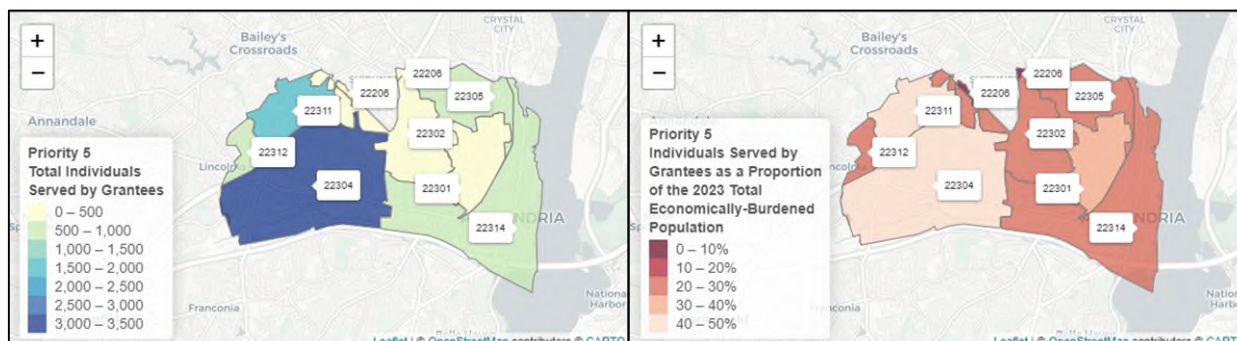 +
−
CRYSTAL
CITY
Bailey's
Crossroads
Annandale
22206
22206
22305
22311
22302
22312
22304
22301
22314
Franconia
National
Harbor
Priority 5
Total Individuals
Served by Grantees
0 – 500
500 – 1,000
1,000 – 1,500
1,500 – 2,000
2,000 – 2,500
2,500 – 3,000
3,000 – 3,500
Leaflet | © OpenStreetMap contributors © CARTO
+
−
CRYSTAL
CITY
Bailey's
Crossroads
Annandale
22206
22206
22305
22311
22302
22312
22304
22301
22314
Franconia
National
Harbor
Priority 5
Individuals Served by
Grantees as a Proportion
of the 2023 Total
Economically-Burdened
Population
0 – 10%
10 – 20%
20 – 30%
30 – 40%
40 – 50%
Leaflet | © OpenStreetMap contributors © CARTO